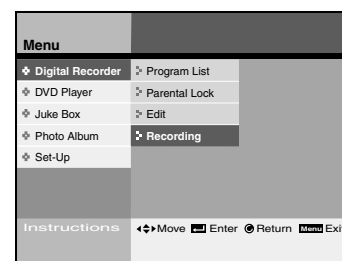 Menu
Digital Recorder
Program List
DVD Player
Parental Lock
Juke Box
Edit
Photo Album
Recording
Set-Up
Instructions
Move Enter Return Menu Exi